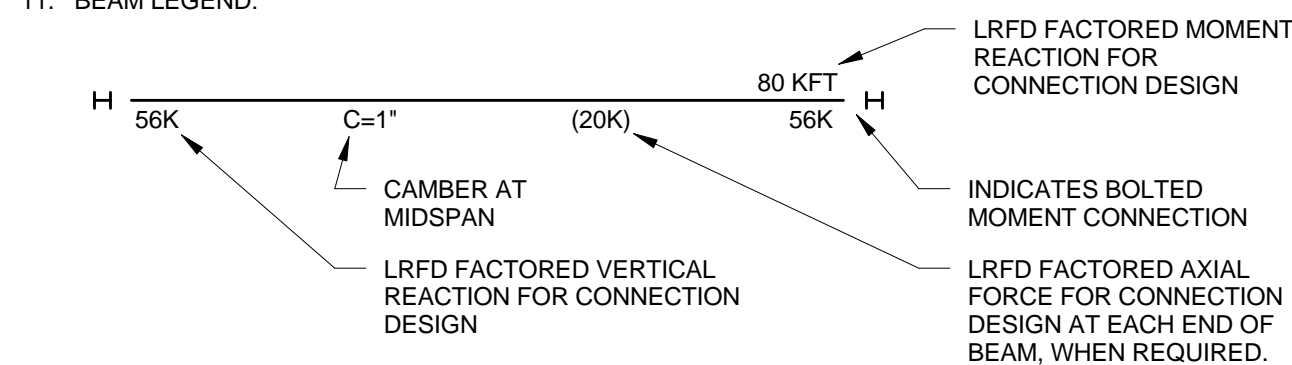 11. BEAM LEGEND:
LRFD FACTORED MOMENT
REACTION FOR
CONNECTION DESIGN
80 KFT
H
H
56K
C=1"
(20K)
56K
CAMBER AT
MIDSPAN
INDICATES BOLTED
MOMENT CONNECTION
LRFD FACTORED VERTICAL
REACTION FOR CONNECTION
DESIGN
LRFD FACTORED AXIAL
FORCE FOR CONNECTION
DESIGN AT EACH END OF
BEAM, WHEN REQUIRED.